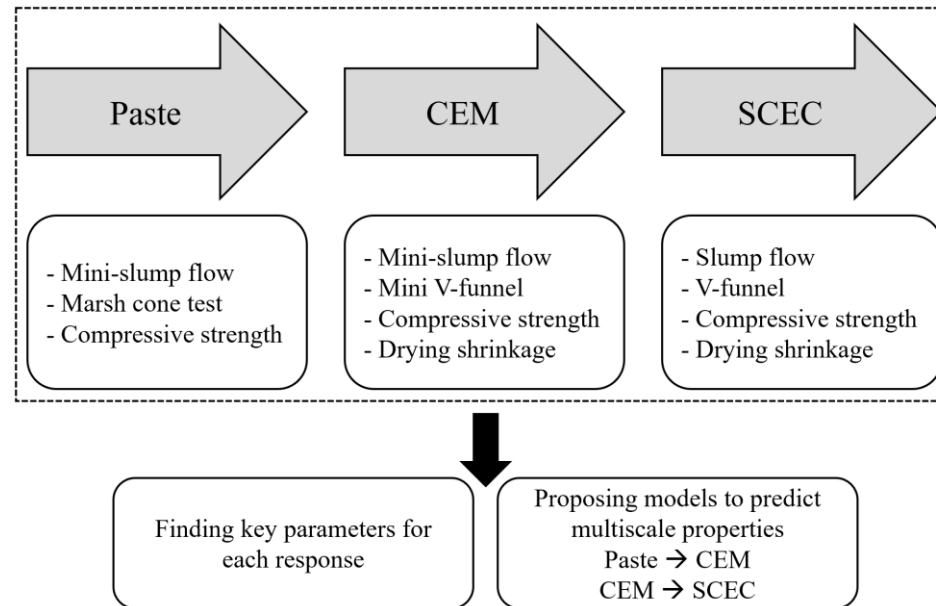 Paste
CEM
SCEC
- Mini-slump flow
- Marsh cone test
- Compressive strength
- Mini-slump flow
- Mini V-funnel
- Compressive strength
- Drying shrinkage
- Slump flow
- V-funnel
- Compressive strength
- Drying shrinkage
Finding key parameters for
each response
Proposing models to predict
multiscale properties
Paste → CEM
CEM → SCEC